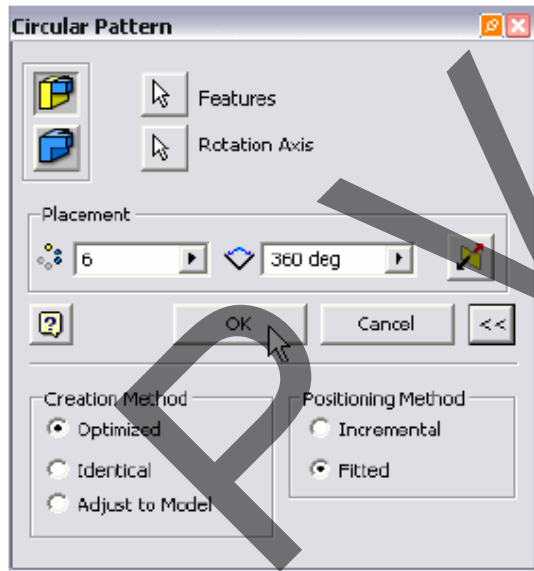 Circular Pattern
Features
Rotation Axis
Placement
6
360 deg
OK
Cancel
<<
Creation Method
Positioning Method
Optimized
Incremental
Identical
Fitted
Adjust to Model